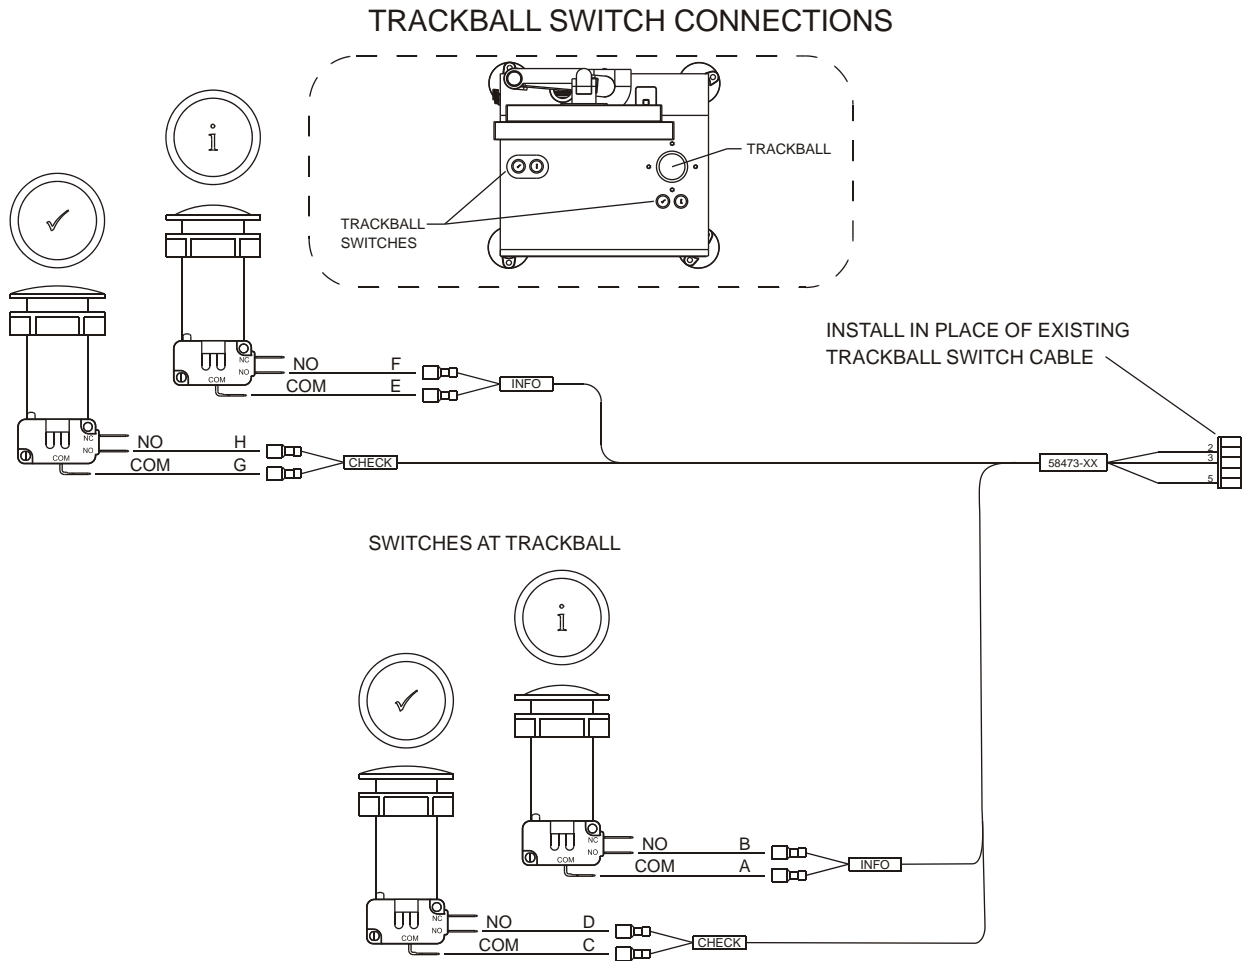 TRACKBALL SWITCH CONNECTIONS
TRACKBALL
TRACKBALL
SWITCHES
i
INSTALL IN PLACE OF EXISTING
TRACKBALL SWITCH CABLE
NC
NO
COM
NO F
COM E
INFO
NC
NO
COM
NO H
COM G
CHECK
58473-XX
2
3
5
SWITCHES AT TRACKBALL
i
NC
NO
COM
NO B
COM A
INFO
NC
NO
COM
NO D
COM C
CHECK